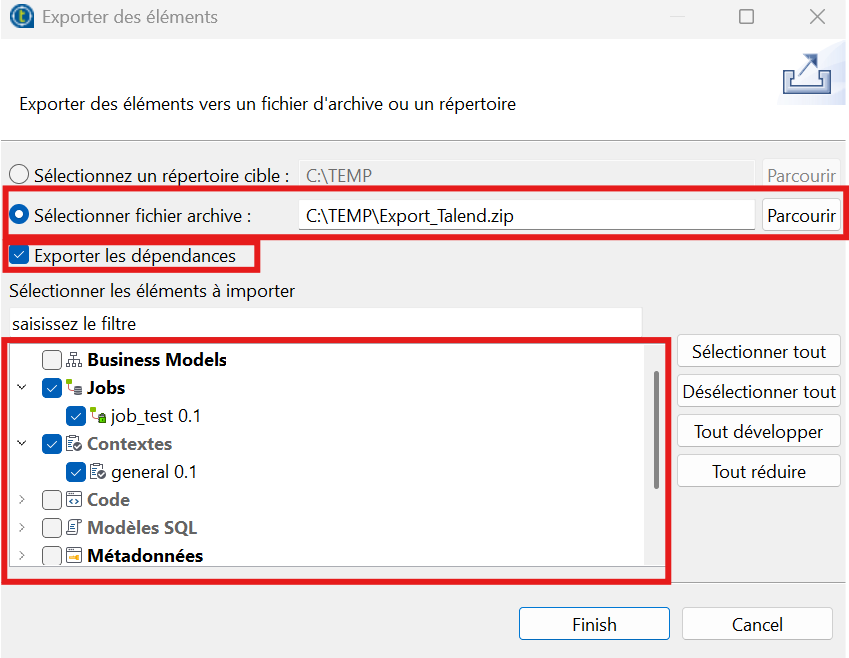 Exporter des éléments
Exporter des éléments vers un fichier d'archive ou un répertoire
Sélectionnez un répertoire cible : C:\TEMP Parcourir
Sélectionner fichier archive : C:\TEMP\Export_Talend.zip Parcourir
Exporter les dépendances
Sélectionner les éléments à importer
saisissez le filtre
Business Models
Jobs
job_test 0.1
Contextes
general 0.1
Code
Modèles SQL
Métadonnées
Sélectionner tout
Désélectionner tout
Tout développer
Tout réduire
Finish Cancel